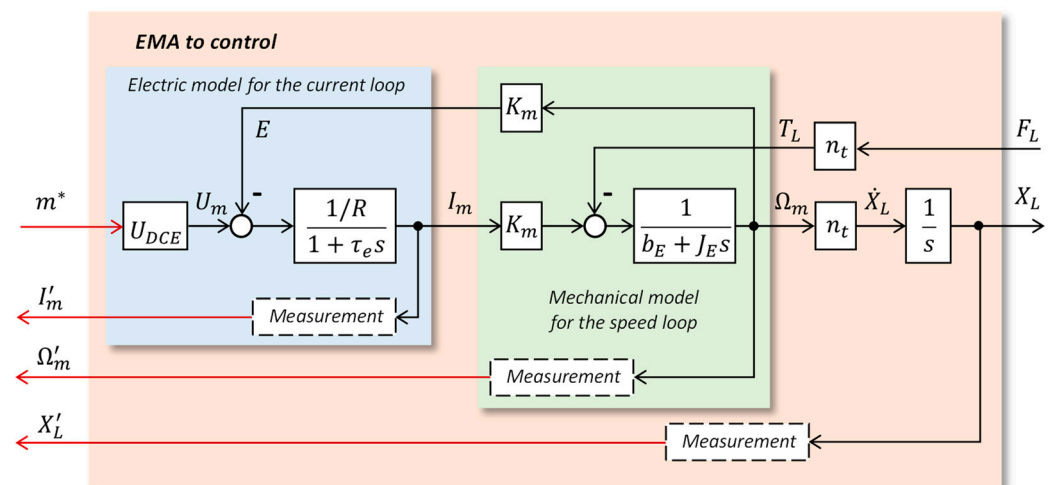 EMA to control
Electric model for the current loop
K_m
E
T_L
n_t
F_L
m*
U_DCE
U_m
-
1/R
1 + τ_e s
I_m
K_m
-
1
b_E + J_E s
Ω_m
n_t
Ẋ_L
1
s
X_L
I′_m
Measurement
Mechanical model
for the speed loop
Ω′_m
Measurement
X′_L
Measurement